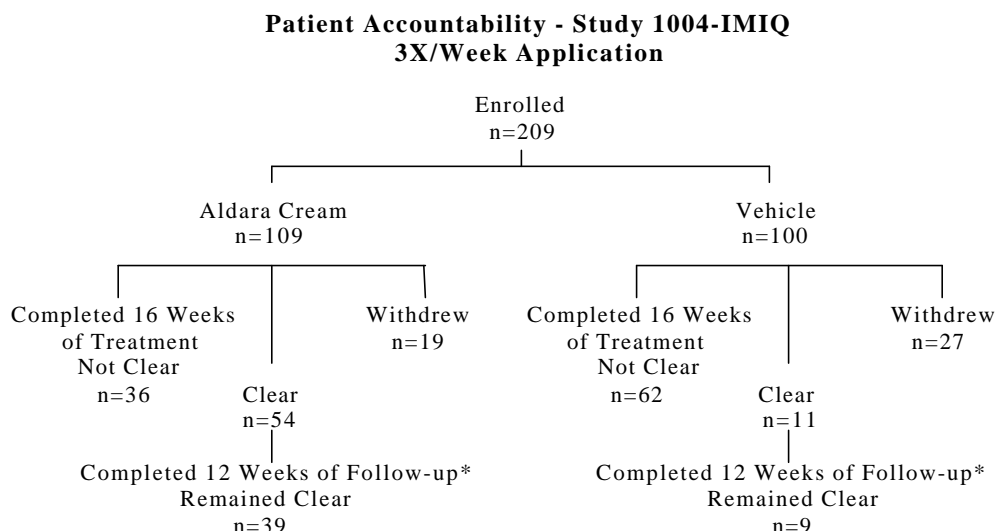 Patient Accountability - Study 1004-IMIQ
3X/Week Application
Enrolled
n=209
Aldara Cream
n=109
Vehicle
n=100
Completed 16 Weeks
of Treatment
Not Clear
n=36
Clear
n=54
Withdrew
n=19
Completed 12 Weeks of Follow-up*
Remained Clear
n=39
Completed 16 Weeks
of Treatment
Not Clear
n=62
Clear
n=11
Withdrew
n=27
Completed 12 Weeks of Follow-up*
Remained Clear
n=9